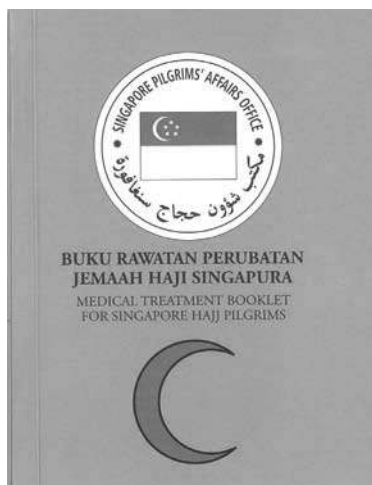 SINGAPORE PILGRIMS' AFFAIRS OFFICE
مكتب شؤون حجاج سنغافورة
BUKU RAWATAN PERUBATAN
JEMAAH HAJI SINGAPURA
MEDICAL TREATMENT BOOKLET
FOR SINGAPORE HAJJ PILGRIMS